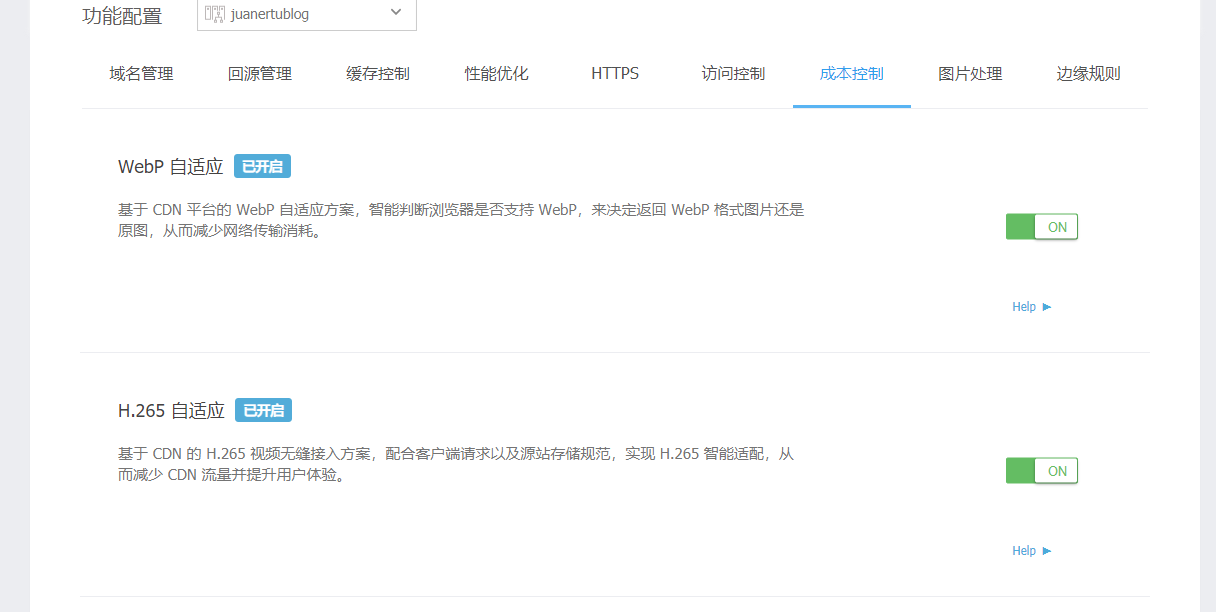 功能配置 juanertublog
域名管理 回源管理 缓存控制 性能优化 HTTPS 访问控制 成本控制 图片处理 边缘规则
WebP 自适应 已开启
基于 CDN 平台的 WebP 自适应方案，智能判断浏览器是否支持 WebP，来决定返回 WebP 格式图片还是
原图，从而减少网络传输消耗。
ON
Help ▶
H.265 自适应 已开启
基于 CDN 的 H.265 视频无缝接入方案，配合客户端请求以及源站存储规范，实现 H.265 智能适配，从
而减少 CDN 流量并提升用户体验。
ON
Help ▶